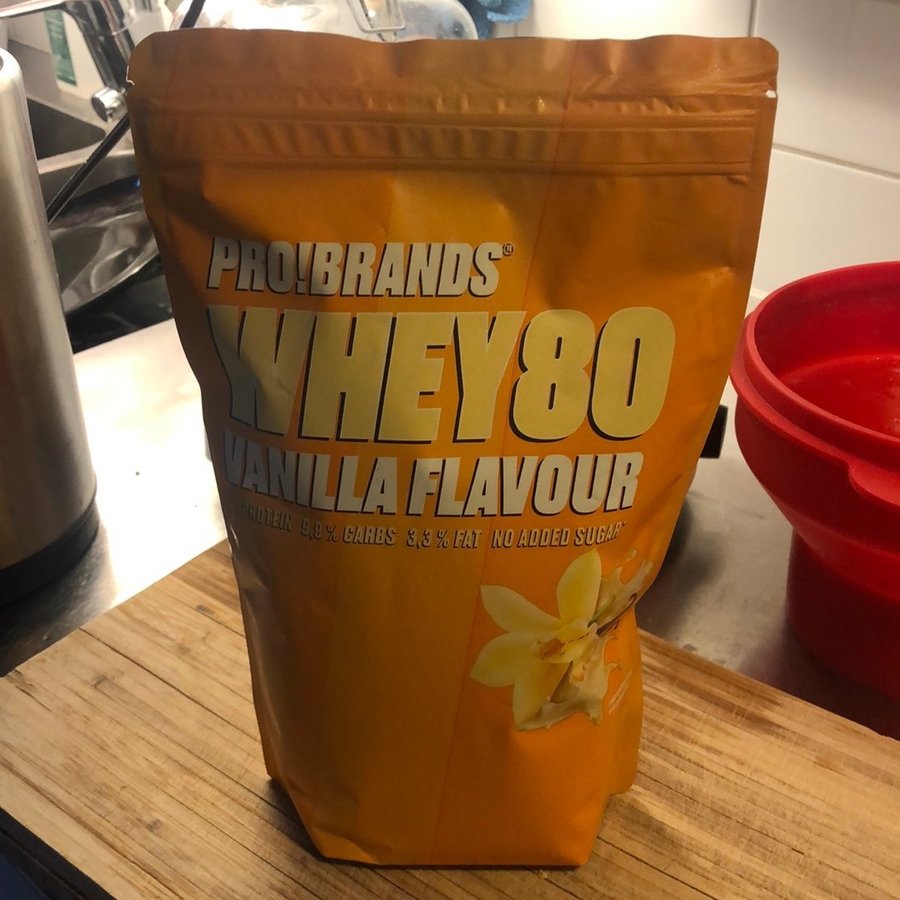 PRO!BRANDS®
WHEY80
VANILLA FLAVOUR
PROTEIN 9,9% CARBS 3,3% FAT NO ADDED SUGAR*